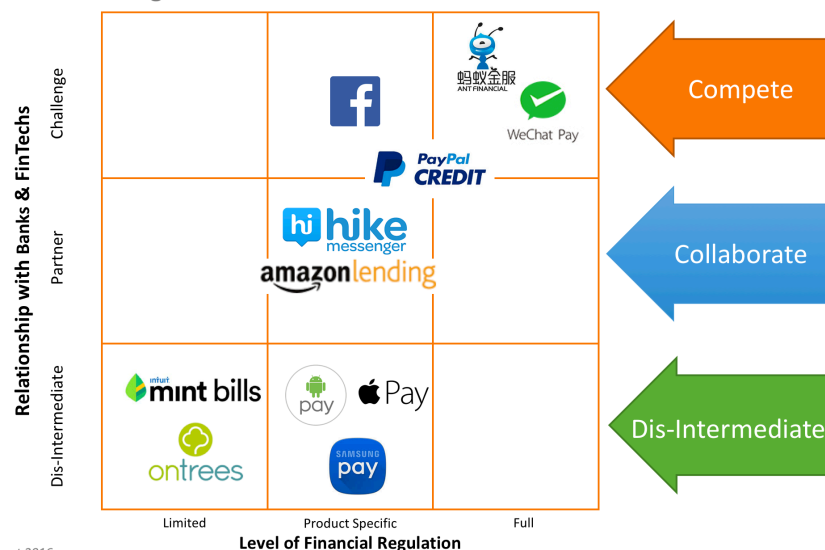 Relationship with Banks & FinTechs
Challenge
Partner
Dis-Intermediate
f
蚂蚁金服
ANT FINANCIAL
WeChat Pay
PayPal
CREDIT
hi hike
messenger
amazonlending
intuit
mint bills
ontrees
pay
Pay
SAMSUNG
pay
Compete
Collaborate
Dis-Intermediate
Limited
Product Specific
Full
Level of Financial Regulation
2016